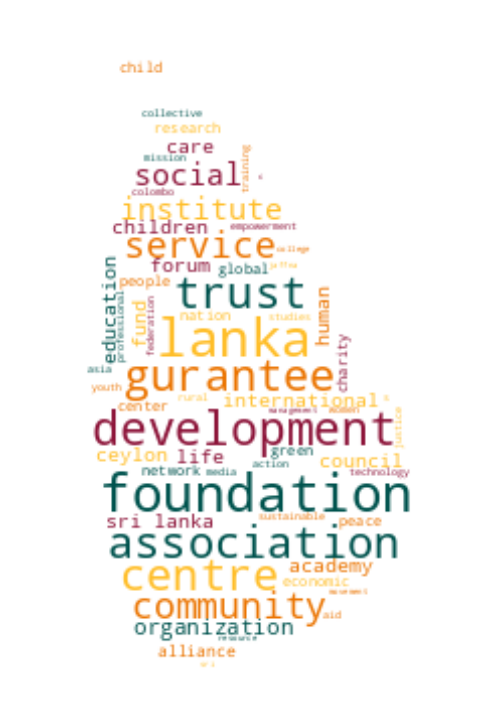 child
collective
research
care
mission
training
social
colombo
institute
children empowerment
service college
forum global
people
education
professional
trust
human
fund
federation
nation studies
lanka
charity
asia
gurantee
youth
rural international
center management women
justice
development
ceylon life green council
network media action technology
foundation
sri lanka sustainable peace
association
centre academy
economic
movement
community aid
organization
resource
alliance